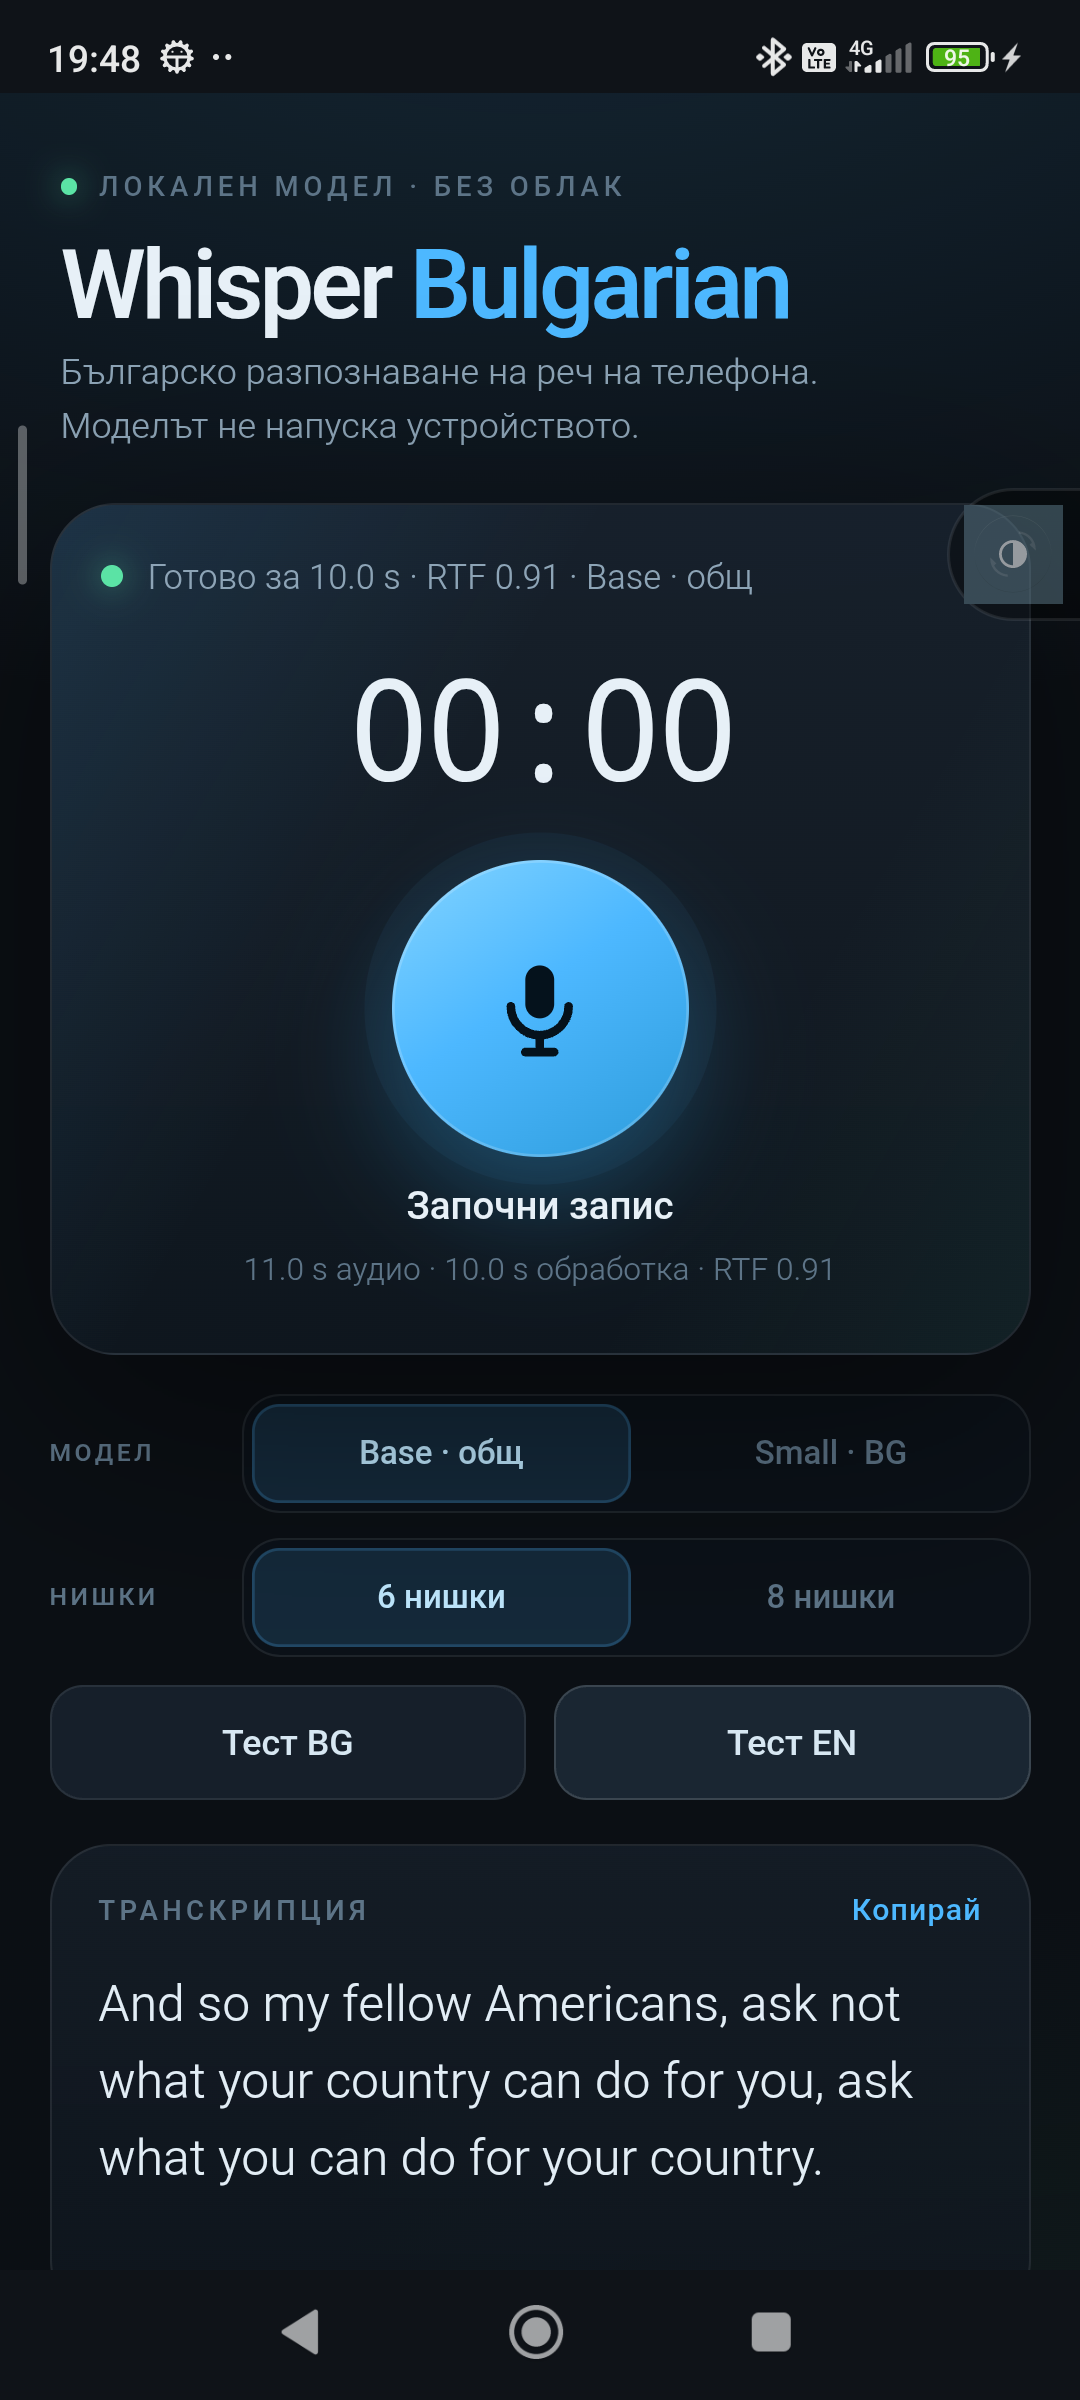 19:48
Vo LTE
4G
95
ЛОКАЛЕН МОДЕЛ · БЕЗ ОБЛАК
Whisper Bulgarian
Българско разпознаване на реч на телефона.
Моделът не напуска устройството.
Готово за 10.0 s · RTF 0.91 · Base · общ
00:00
Започни запис
11.0 s аудио · 10.0 s обработка · RTF 0.91
МОДЕЛ
Base · общ
Small · BG
НИШКИ
6 нишки
8 нишки
Тест BG
Тест EN
ТРАНСКРИПЦИЯ
Копирай
And so my fellow Americans, ask not
what your country can do for you, ask
what you can do for your country.